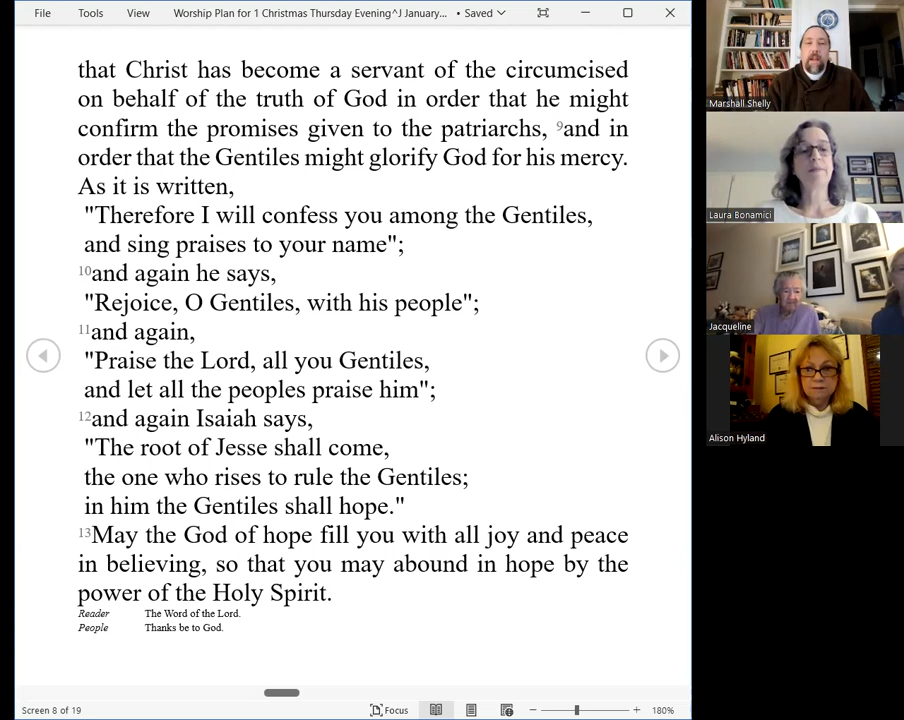 File Tools View Worship Plan for 1 Christmas Thursday Evening^J January... • Saved
that Christ has become a servant of the circumcised
on behalf of the truth of God in order that he might
confirm the promises given to the patriarchs, 9and in
order that the Gentiles might glorify God for his mercy.
As it is written,
"Therefore I will confess you among the Gentiles,
and sing praises to your name";
10and again he says,
"Rejoice, O Gentiles, with his people";
11and again,
"Praise the Lord, all you Gentiles,
and let all the peoples praise him";
12and again Isaiah says,
"The root of Jesse shall come,
the one who rises to rule the Gentiles;
in him the Gentiles shall hope."
13May the God of hope fill you with all joy and peace
in believing, so that you may abound in hope by the
power of the Holy Spirit.
Reader The Word of the Lord.
People Thanks be to God.
Screen 8 of 19 Focus 180%
Marshall Shelly
Laura Bonamici
Jacqueline
Alison Hyland